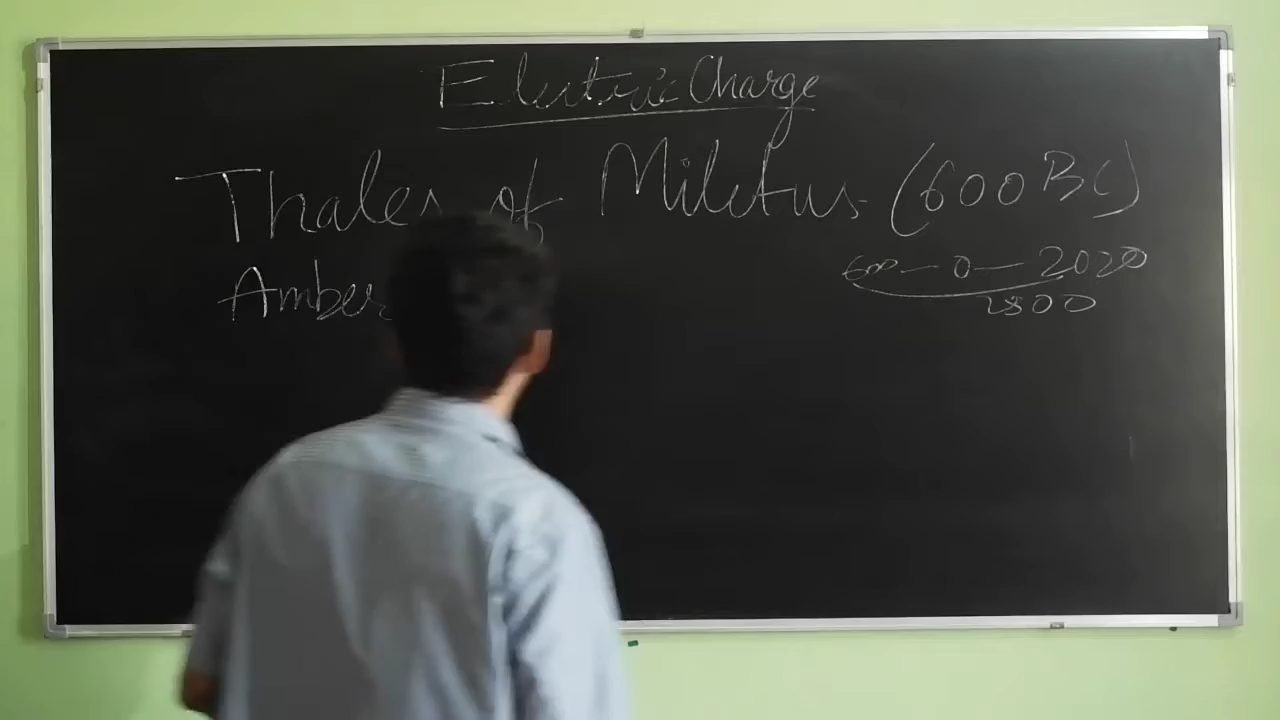 Electric Charge
Thales of Miletus (600 BC)
Amber
600 — 0 — 2020
2800